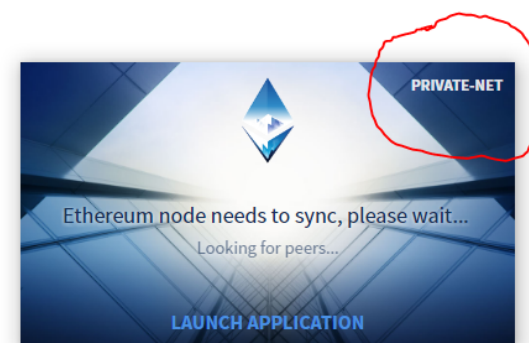 PRIVATE-NET
Ethereum node needs to sync, please wait...
Looking for peers...
LAUNCH APPLICATION